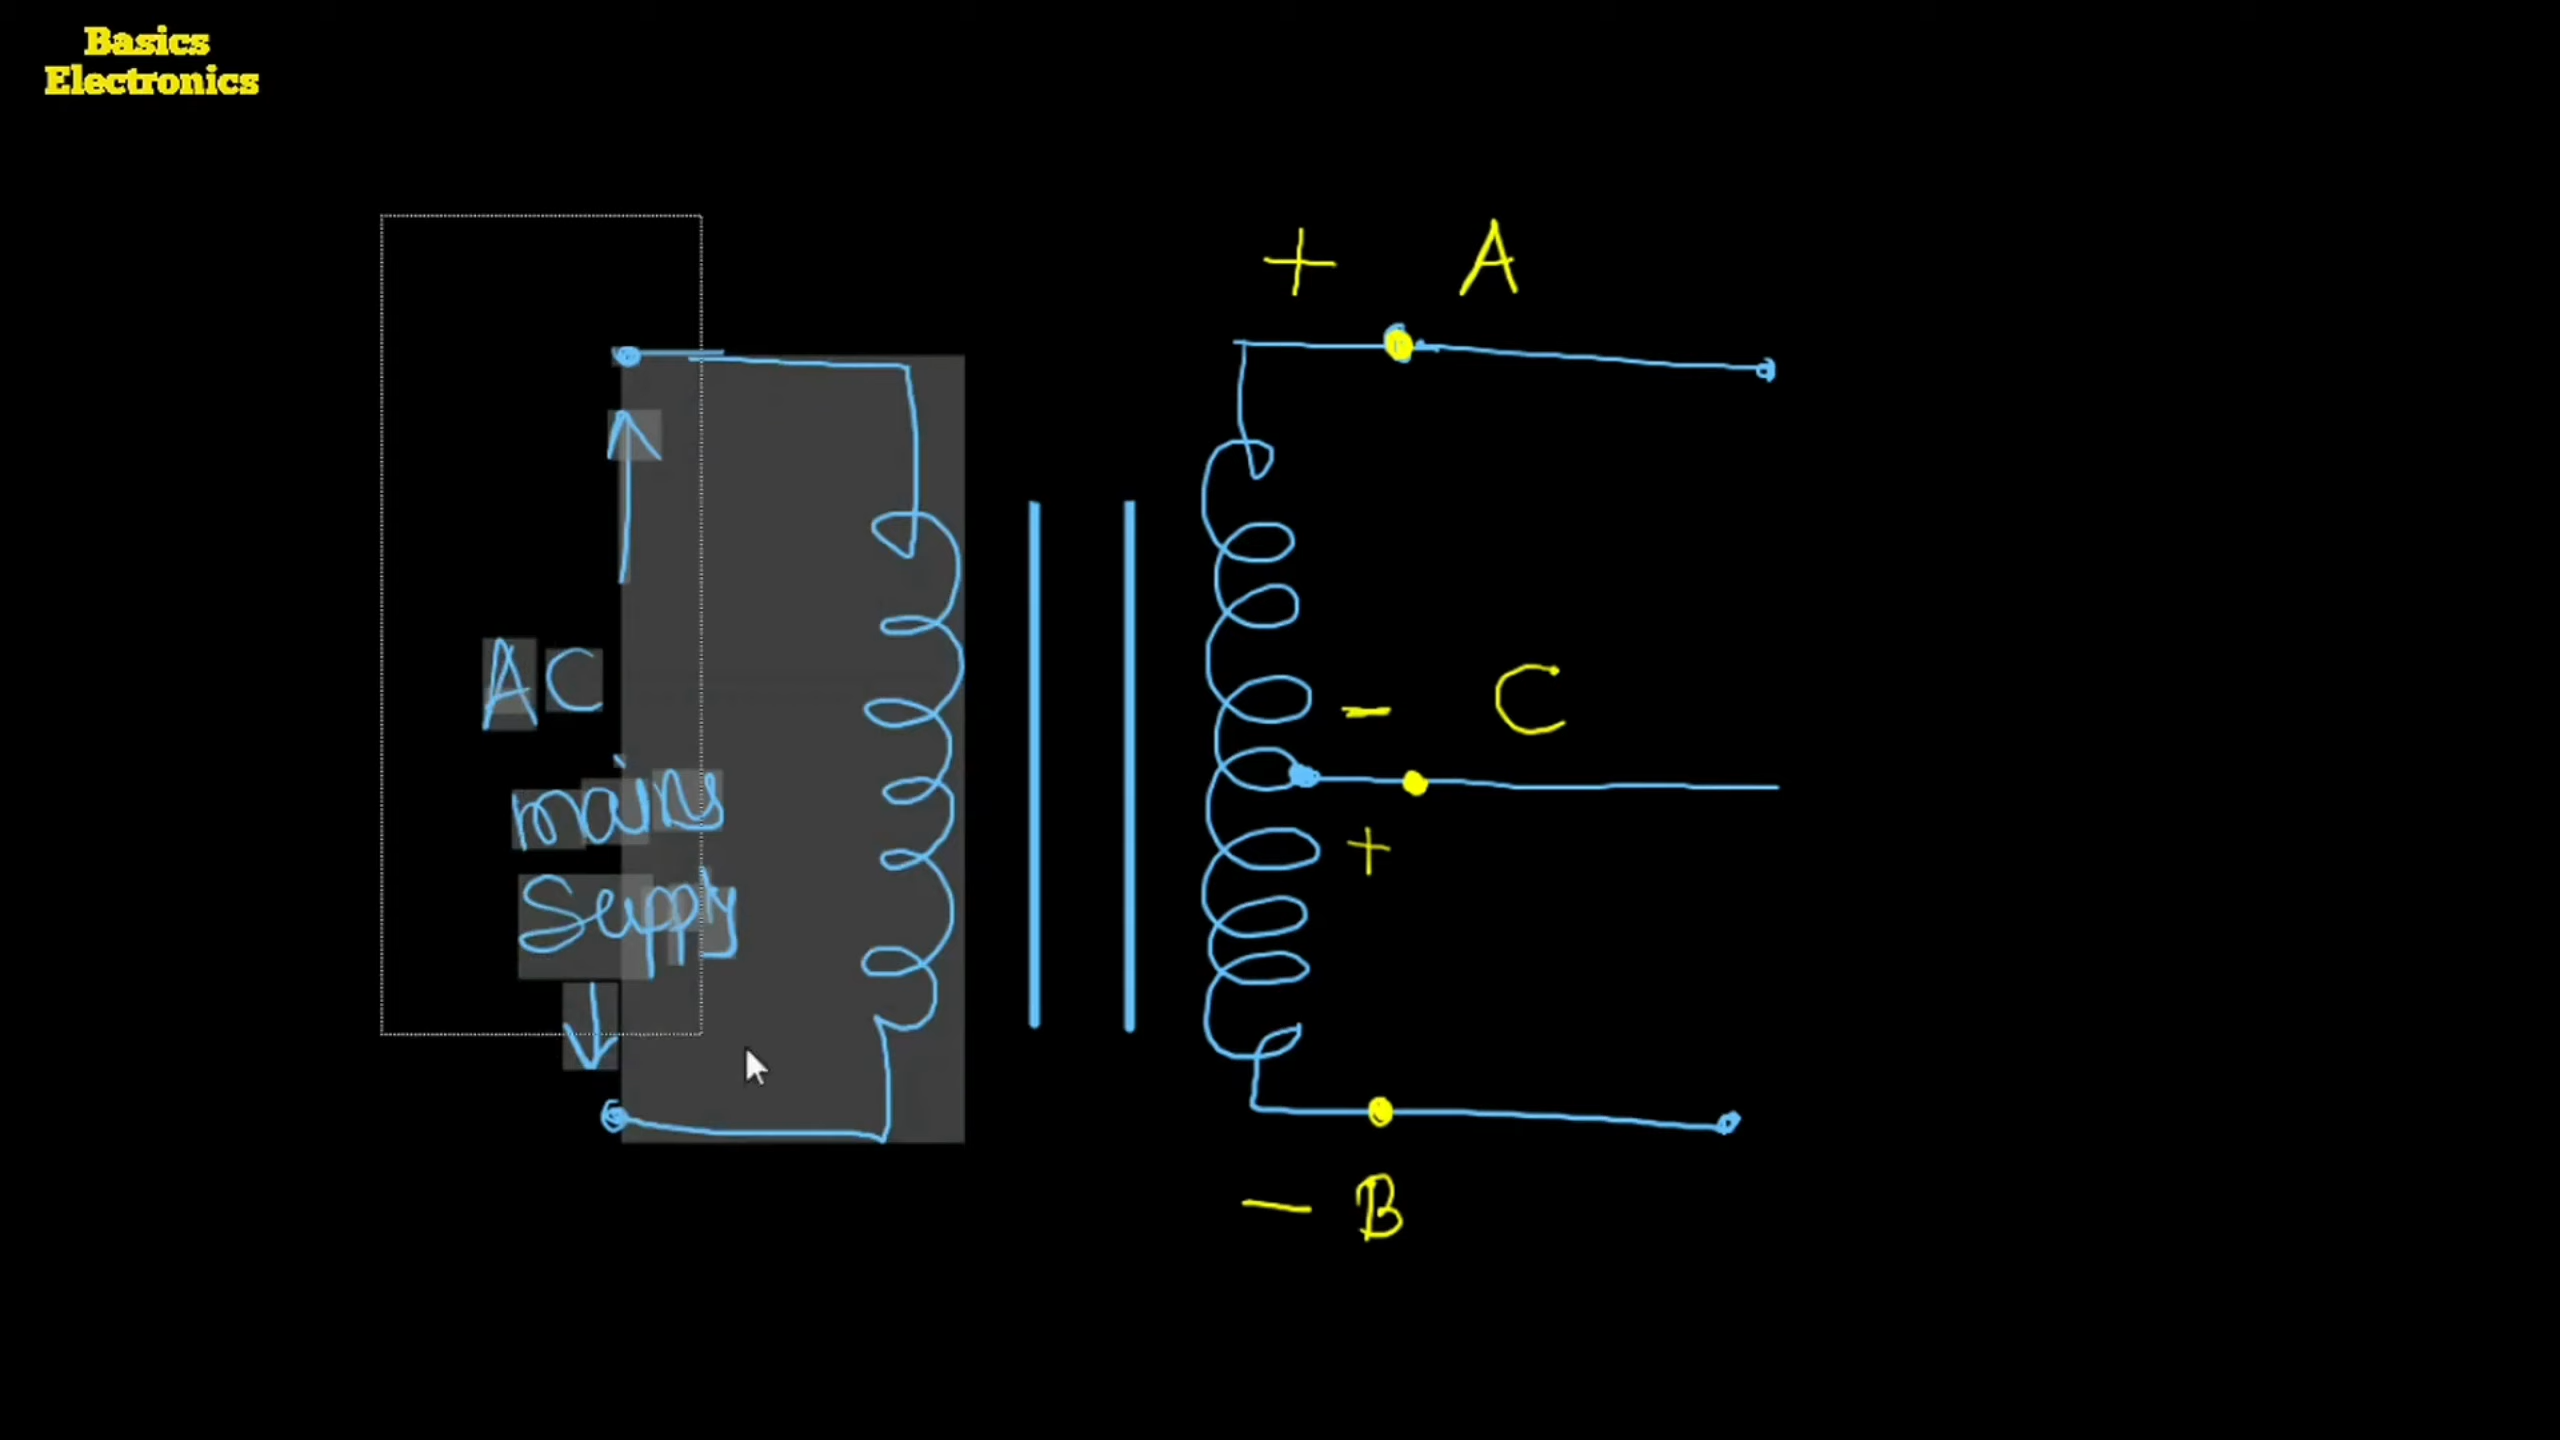 Basics
Electronics
+ A
AC
- C
mains
+
Supply
- B